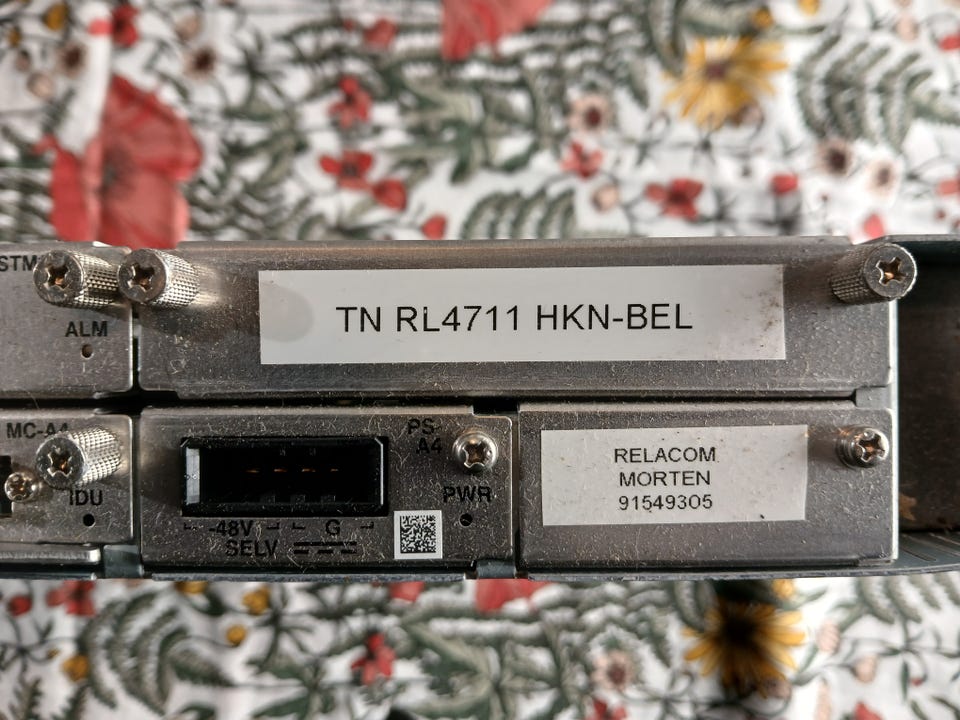 STM
ALM
TN RL4711 HKN-BEL
MC-A4
IDU
PS-
A4
PWR
-48V G
SELV
RELACOM
MORTEN
91549305